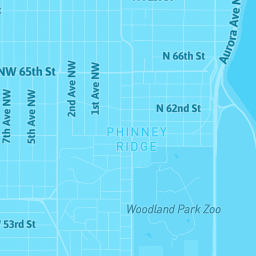 N 66th St
Aurora Ave N
NW 65th St
7th Ave NW
5th Ave NW
2nd Ave NW
1st Ave NW
N 62nd St
PHINNEY
RIDGE
Woodland Park Zoo
53rd St